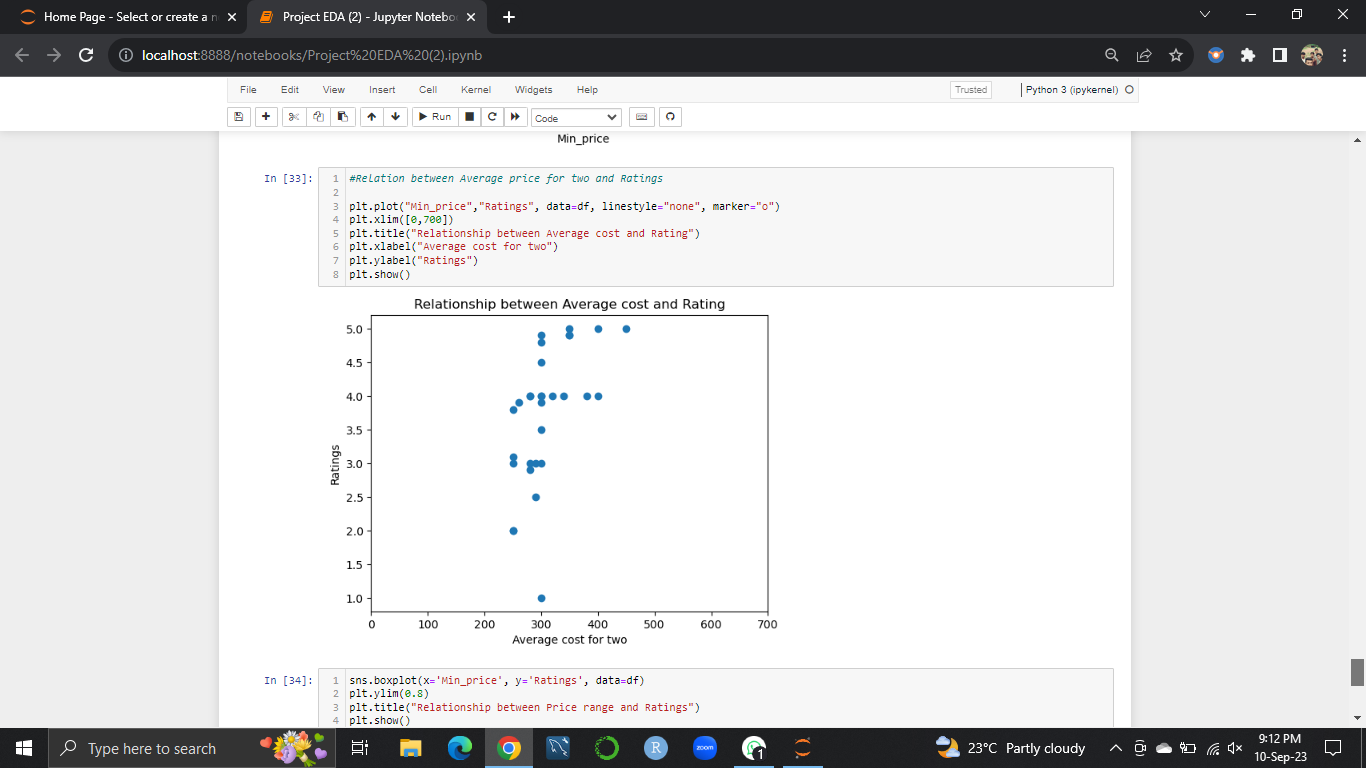 Home Page - Select or create a n
Project EDA (2) - Jupyter Notebo
localhost:8888/notebooks/Project%20EDA%20(2).ipynb
File Edit View Insert Cell Kernel Widgets Help
Trusted
Python 3 (ipykernel)
Run
Code
Min_price
In [33]:
1 #Relation between Average price for two and Ratings
2
3 plt.plot("Min_price","Ratings", data=df, linestyle="none", marker="o")
4 plt.xlim([0,700])
5 plt.title("Relationship between Average cost and Rating")
6 plt.xlabel("Average cost for two")
7 plt.ylabel("Ratings")
8 plt.show()
Relationship between Average cost and Rating
5.0
4.5
4.0
3.5
3.0
2.5
2.0
1.5
1.0
Ratings
0 100 200 300 400 500 600 700
Average cost for two
In [34]:
1 sns.boxplot(x='Min_price', y='Ratings', data=df)
2 plt.ylim(0.8)
3 plt.title("Relationship between Price range and Ratings")
4 plt.show()
Type here to search
R
zoom
1
23°C Partly cloudy
9:12 PM
10-Sep-23